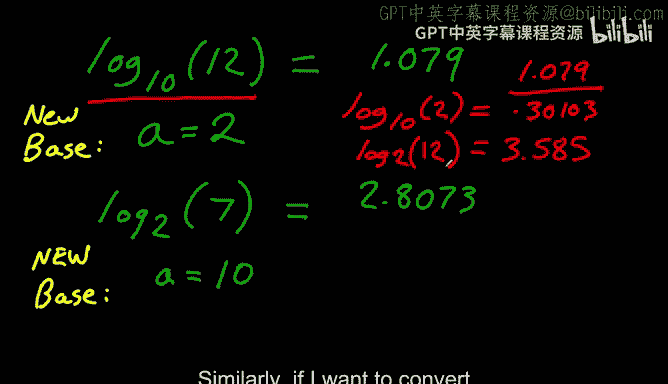 GPT中英字幕课程资源@bilibili.com
GPT中英字幕课程资源 bilibili
log₁₀(12) = 1.079
1.079
New Base: a = 2
log₁₀(2) = .30103
log₂(12) = 3.585
log₂(7) = 2.8073
NEW Base: a = 10
Similarly, if I want to convert